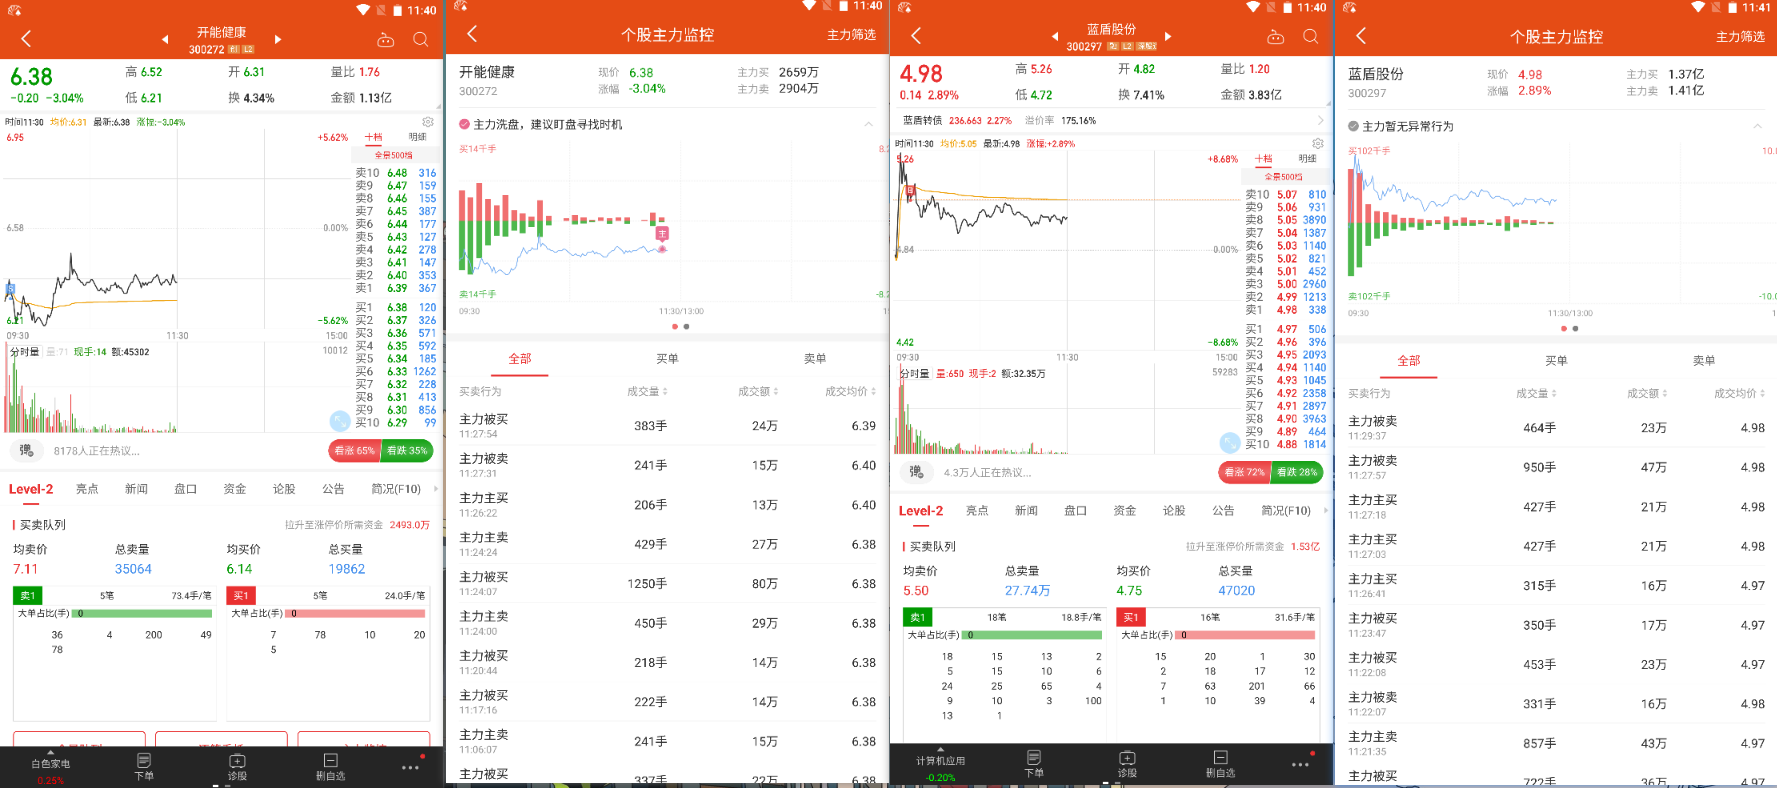 11:40
开能健康
300272 创 L2
6.38
-0.20 -3.04%
高 6.52
开 6.31
量比 1.76
低 6.21
换 4.34%
金额 1.13亿
时间11:30 均价:6.31 最新:6.38 涨幅:-3.04%
6.95
+5.62%
6.58
0.00%
6.21
-5.62%
09:30
11:30
15:00
分时量 量:71 现手:14 额:45302
10012
十档
明细
全景500档
卖10 6.48 316
卖9 6.47 159
卖8 6.46 155
卖7 6.45 387
卖6 6.44 177
卖5 6.43 127
卖4 6.42 278
卖3 6.41 147
卖2 6.40 353
卖1 6.39 367
买1 6.38 120
买2 6.37 326
买3 6.36 571
买4 6.35 592
买5 6.34 185
买6 6.33 1262
买7 6.32 228
买8 6.31 413
买9 6.30 856
买10 6.29 99
弹
8178人正在热议...
看涨 65%
看跌 35%
Level-2
亮点
新闻
盘口
资金
论股
公告
简况(F10)
买卖队列
拉升至涨停价所需资金 2493.0万
均卖价
总卖量
均买价
总买量
7.11
35064
6.14
19862
卖1
5笔
73.4手/笔
大单占比(手) 0
36 4 200 49
78
买1
5笔
24.0手/笔
大单占比(手) 0
7 78 10 20
5
白色家电
0.26%
下单
诊股
删自选
11:40
个股主力监控
主力筛选
开能健康
300272
现价 6.38
涨幅 -3.04%
主力买 2659万
主力卖 2904万
主力洗盘，建议盯盘寻找时机
买14千手
8.2
主
卖14千手
-8.2
09:30
11:30/13:00
全部
买单
卖单
买卖行为
成交量
成交额
成交均价
主力被买 383手 24万 6.39
11:27:54
主力被卖 241手 15万 6.40
11:27:31
主力主买 206手 13万 6.40
11:26:22
主力主卖 429手 27万 6.38
11:24:24
主力被买 1250手 80万 6.38
11:24:07
主力主卖 450手 29万 6.38
11:24:00
主力被买 218手 14万 6.38
11:20:44
主力被买 222手 14万 6.38
11:17:16
主力主卖 241手 15万 6.38
11:06:07
主力被买 337手 22万 6.38
11:40
蓝盾股份
300297 融 L2 深股通
4.98
0.14 2.89%
高 5.26
开 4.82
量比 1.20
低 4.72
换 7.41%
金额 3.83亿
蓝盾转债 236.663 2.27% 溢价率 175.16%
时间11:30 均价:5.05 最新:4.98 涨幅:+2.89%
5.26
+8.68%
4.84
0.00%
4.42
-8.68%
09:30
11:30
15:00
分时量 量:650 现手:2 额:32.35万
59283
十档
明细
全景500档
卖10 5.07 810
卖9 5.06 931
卖8 5.05 3890
卖7 5.04 1387
卖6 5.03 1140
卖5 5.02 821
卖4 5.01 452
卖3 5.00 2960
卖2 4.99 1213
卖1 4.98 338
买1 4.97 506
买2 4.96 396
买3 4.95 2093
买4 4.94 1140
买5 4.93 1045
买6 4.92 2358
买7 4.91 2897
买8 4.90 3963
买9 4.89 464
买10 4.88 1814
弹
4.3万人正在热议...
看涨 72%
看跌 28%
Level-2
亮点
新闻
盘口
资金
论股
公告
简况(F10)
买卖队列
拉升至涨停价所需资金 1.53亿
均卖价
总卖量
均买价
总买量
5.50
27.74万
4.75
47020
卖1
18笔
18.8手/笔
大单占比(手) 0
18 15 13 2
5 15 10 6
24 25 65 4
9 10 3 100
13 1
买1
16笔
31.6手/笔
大单占比(手) 0
15 20 1 30
2 18 17 12
7 63 201 66
1 10 39 4
计算机应用
-0.20%
下单
诊股
删自选
11:41
个股主力监控
主力筛选
蓝盾股份
300297
现价 4.98
涨幅 2.89%
主力买 1.37亿
主力卖 1.41亿
主力暂无异常行为
买102千手
10.0
卖102千手
-10.0
09:30
11:30/13:00
全部
买单
卖单
买卖行为
成交量
成交额
成交均价
主力被卖 464手 23万 4.98
11:29:37
主力被卖 950手 47万 4.98
11:27:57
主力主买 427手 21万 4.98
11:27:18
主力主买 427手 21万 4.98
11:27:03
主力主买 315手 16万 4.97
11:26:41
主力被买 350手 17万 4.97
11:23:47
主力被买 453手 23万 4.97
11:22:08
主力被卖 331手 16万 4.98
11:22:07
主力主卖 857手 43万 4.97
11:21:35
主力被买 722手 36万 4.97